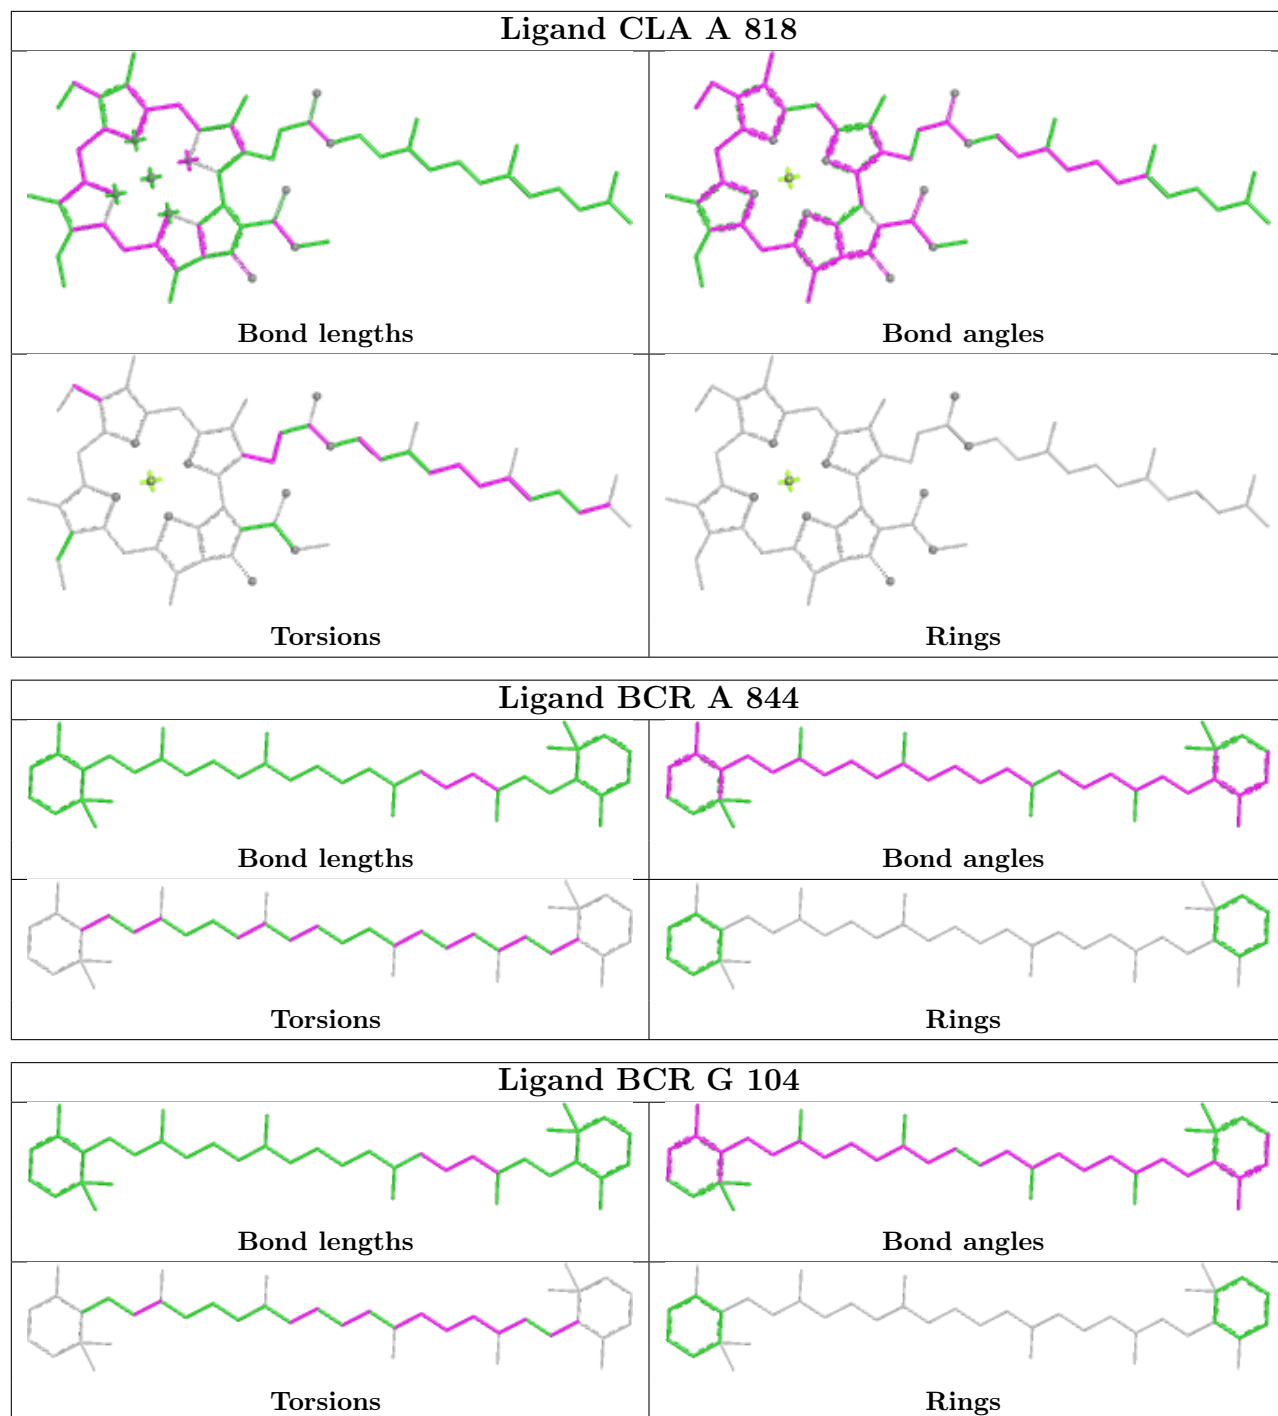 Ligand CLA A 818
Bond lengths
Bond angles
Torsions
Rings
Ligand BCR A 844
Bond lengths
Bond angles
Torsions
Rings
Ligand BCR G 104
Bond lengths
Bond angles
Torsions
Rings